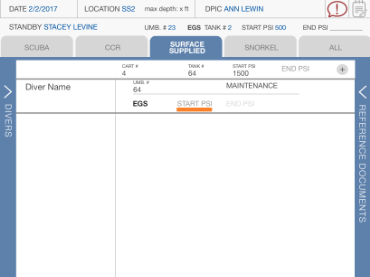 DATE 2/2/2017 LOCATION SS2 max depth: x ft DPIC ANN LEWIN
STANDBY STACEY LEVINE UMB. # 23 EGS TANK # 2 START PSI 500 END PSI
SCUBA CCR SURFACE SUPPLIED SNORKEL ALL
CART # 4 TANK # 64 START PSI 1500 END PSI +
Diver Name UMB. # 64 MAINTENANCE
EGS START PSI END PSI
DIVERS
REFERENCE DOCUMENTS